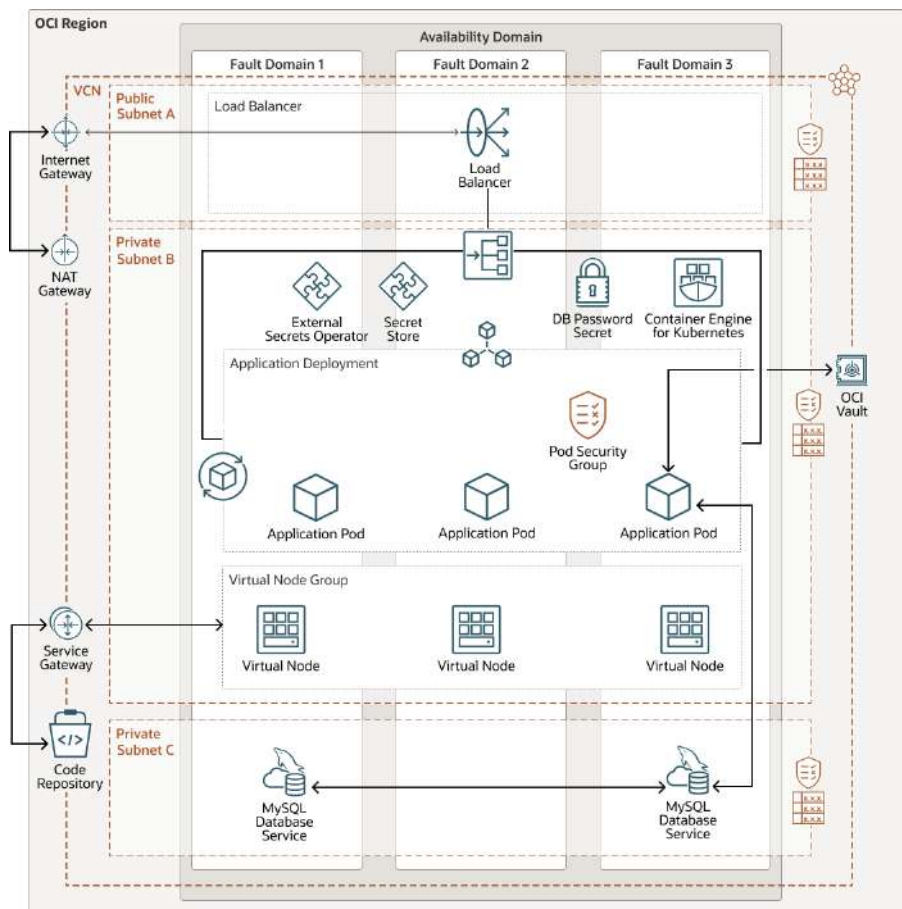 OCI Region
Availability Domain
Fault Domain 1
Fault Domain 2
Fault Domain 3
VCN
Public
Subnet A
Load Balancer
Internet
Gateway
Load
Balancer
Private
Subnet B
NAT
Gateway
External
Secrets Operator
Secret
Store
DB Password
Secret
Container Engine
for Kubernetes
Application Deployment
OCI
Vault
Pod Security
Group
Application Pod
Application Pod
Application Pod
Virtual Node Group
Service
Gateway
Virtual Node
Virtual Node
Virtual Node
Private
Subnet C
</>
Code
Repository
MySQL
Database
Service
MySQL
Database
Service